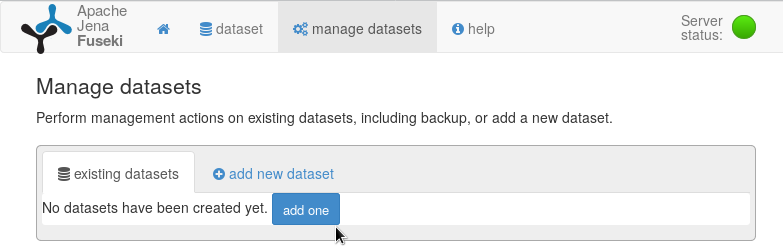 Apache
Jena
Fuseki
dataset
manage datasets
help
Server
status:
Manage datasets
Perform management actions on existing datasets, including backup, or add a new dataset.
existing datasets
add new dataset
No datasets have been created yet. add one